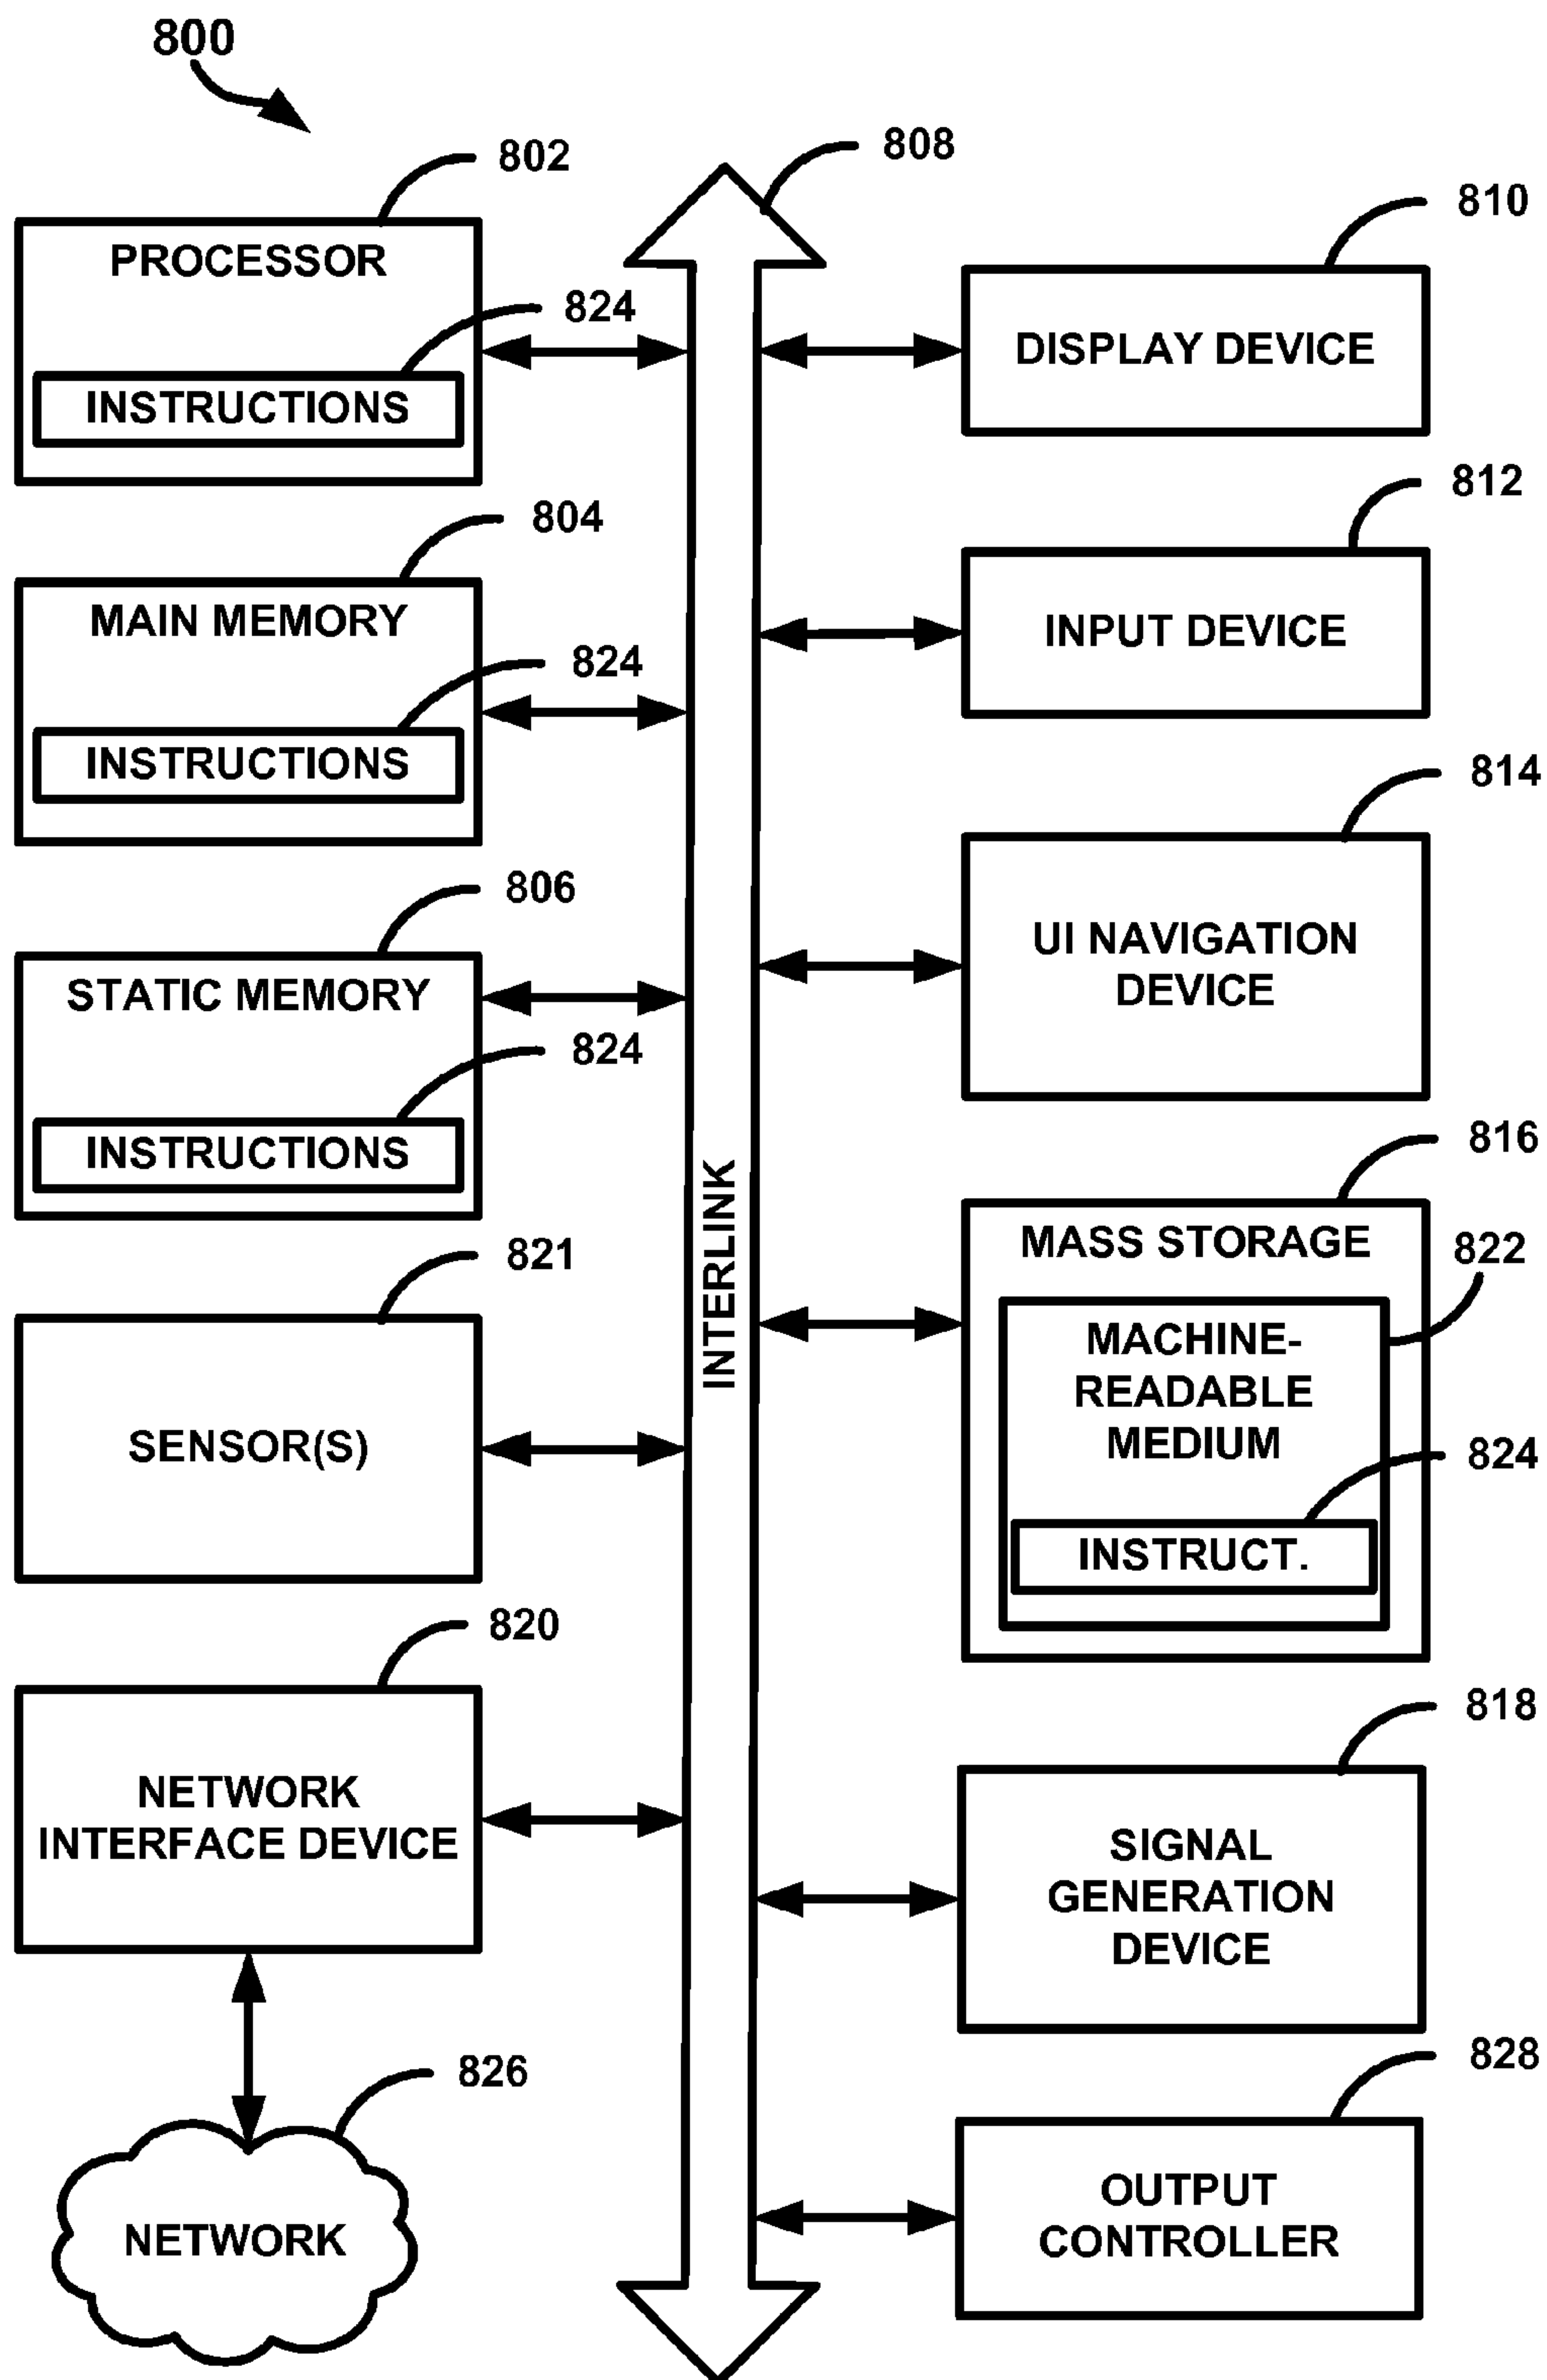 800
802
PROCESSOR
824
INSTRUCTIONS
804
MAIN MEMORY
824
INSTRUCTIONS
806
STATIC MEMORY
824
INSTRUCTIONS
821
SENSOR(S)
820
NETWORK
INTERFACE DEVICE
826
NETWORK
808
INTERLINK
810
DISPLAY DEVICE
812
INPUT DEVICE
814
UI NAVIGATION
DEVICE
816
MASS STORAGE
822
MACHINE-
READABLE
MEDIUM
824
INSTRUCT.
818
SIGNAL
GENERATION
DEVICE
828
OUTPUT
CONTROLLER